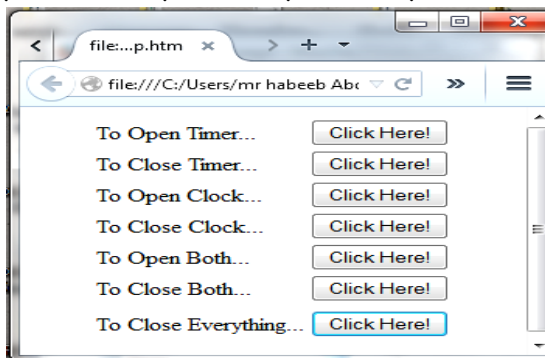 file:...p.htm
file:///C:/Users/mr habeeb Abc
To Open Timer... Click Here!
To Close Timer... Click Here!
To Open Clock... Click Here!
To Close Clock... Click Here!
To Open Both... Click Here!
To Close Both... Click Here!
To Close Everything... Click Here!